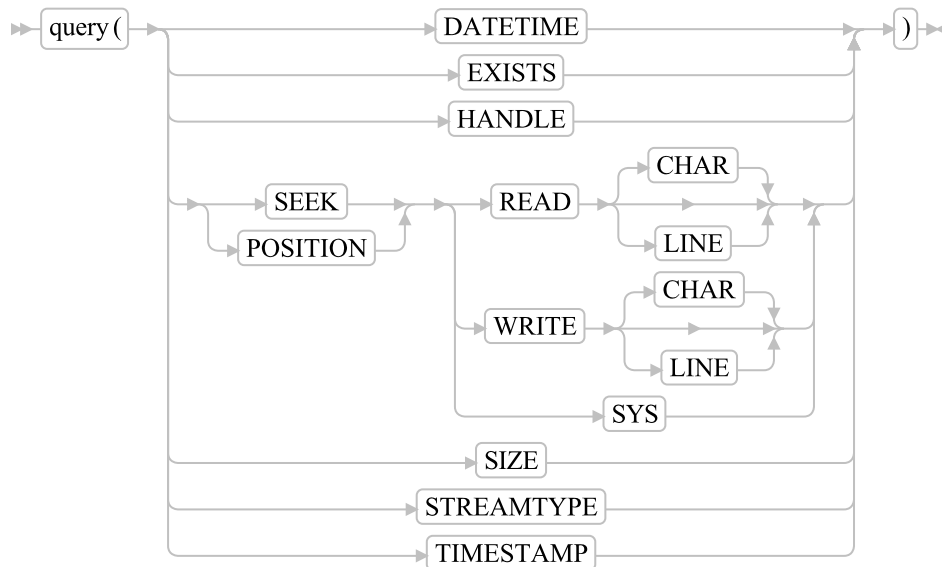 query( DATETIME )
EXISTS
HANDLE
CHAR
SEEK READ
POSITION LINE
CHAR
WRITE
LINE
SYS
SIZE
STREAMTYPE
TIMESTAMP